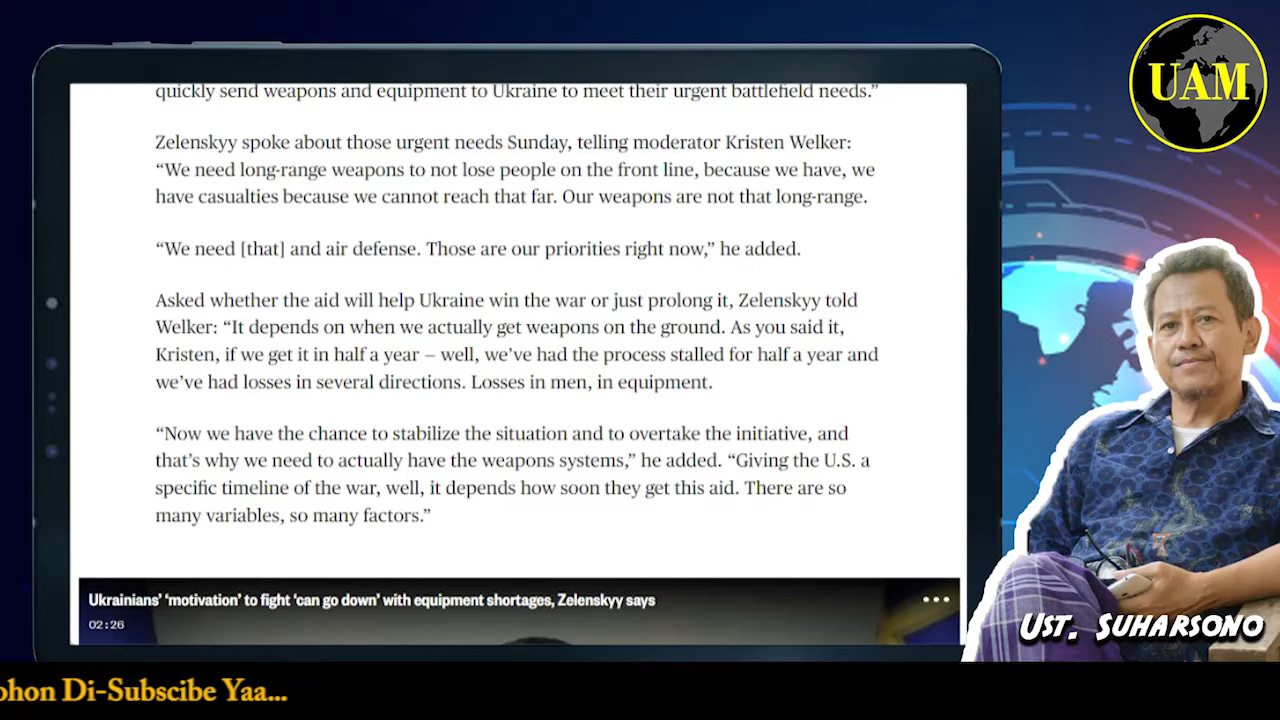 UAM
quickly send weapons and equipment to Ukraine to meet their urgent battlefield needs.”
Zelenskyy spoke about those urgent needs Sunday, telling moderator Kristen Welker:
“We need long-range weapons to not lose people on the front line, because we have, we
have casualties because we cannot reach that far. Our weapons are not that long-range.
“We need [that] and air defense. Those are our priorities right now,” he added.
Asked whether the aid will help Ukraine win the war or just prolong it, Zelenskyy told
Welker: “It depends on when we actually get weapons on the ground. As you said it,
Kristen, if we get it in half a year – well, we’ve had the process stalled for half a year and
we’ve had losses in several directions. Losses in men, in equipment.
“Now we have the chance to stabilize the situation and to overtake the initiative, and
that’s why we need to actually have the weapons systems,” he added. “Giving the U.S. a
specific timeline of the war, well, it depends how soon they get this aid. There are so
many variables, so many factors.”
Ukrainians’ ‘motivation’ to fight ‘can go down’ with equipment shortages, Zelenskyy says
02:26
UST. SUHARSONO
ohon Di-Subscibe Yaa...